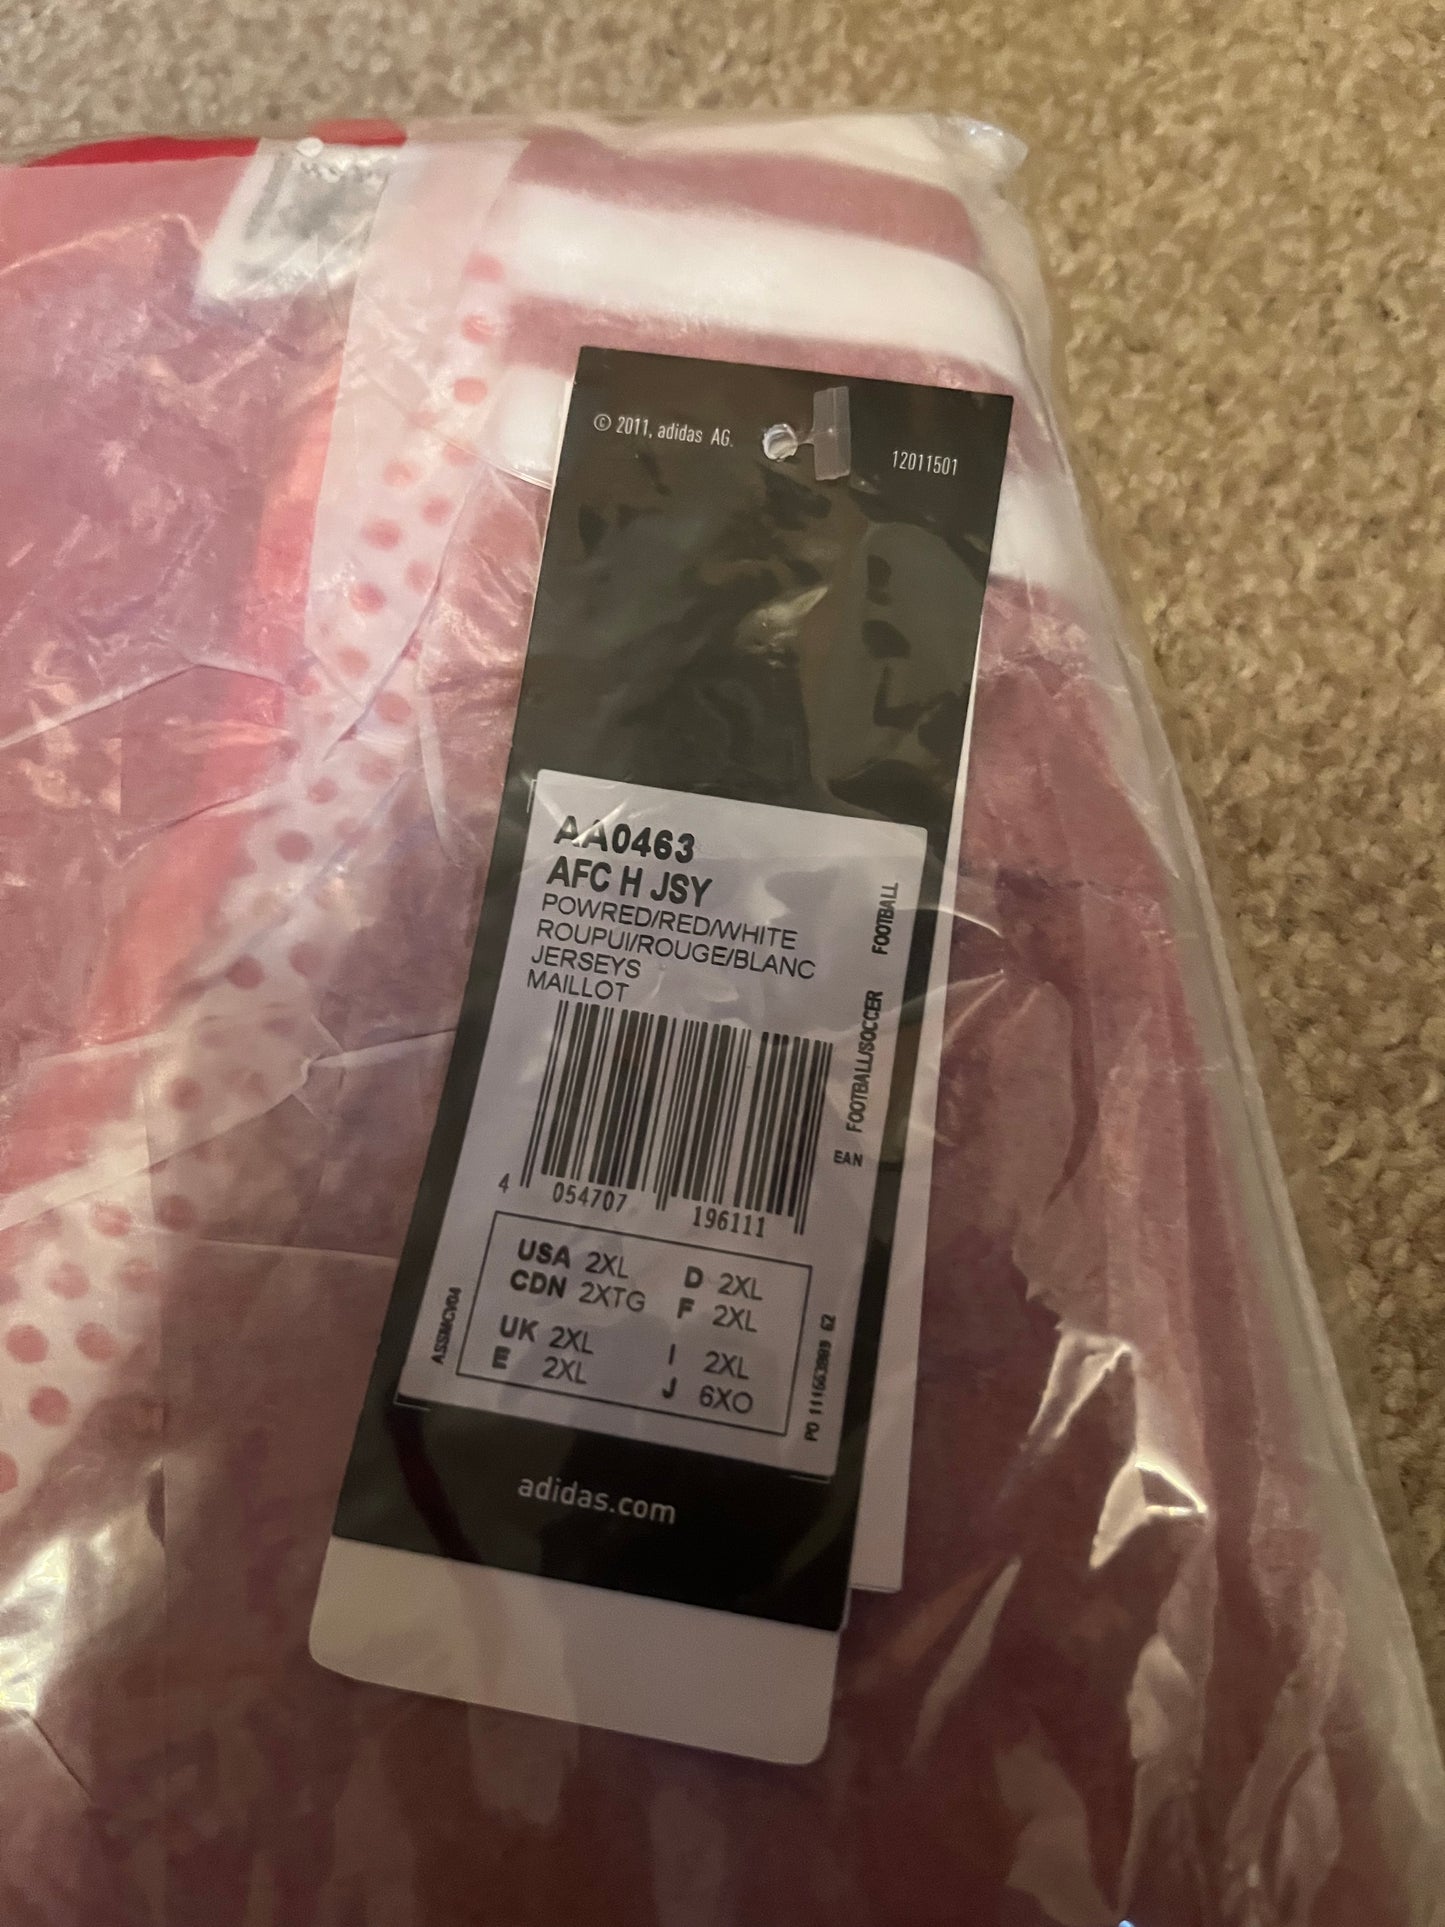 © 2011, adidas AG.
12011501
AA0463
AFC H JSY
POWRED/RED/WHITE
ROUPUI/ROUGE/BLANC
JERSEYS
MAILLOT
FOOTBALL
FOOTBALL/SOCCER
EAN
4 054707 196111
USA 2XL D 2XL
CDN 2XTG F 2XL
UK 2XL I 2XL
E 2XL J 6XO
ASSMCV04
adidas.com